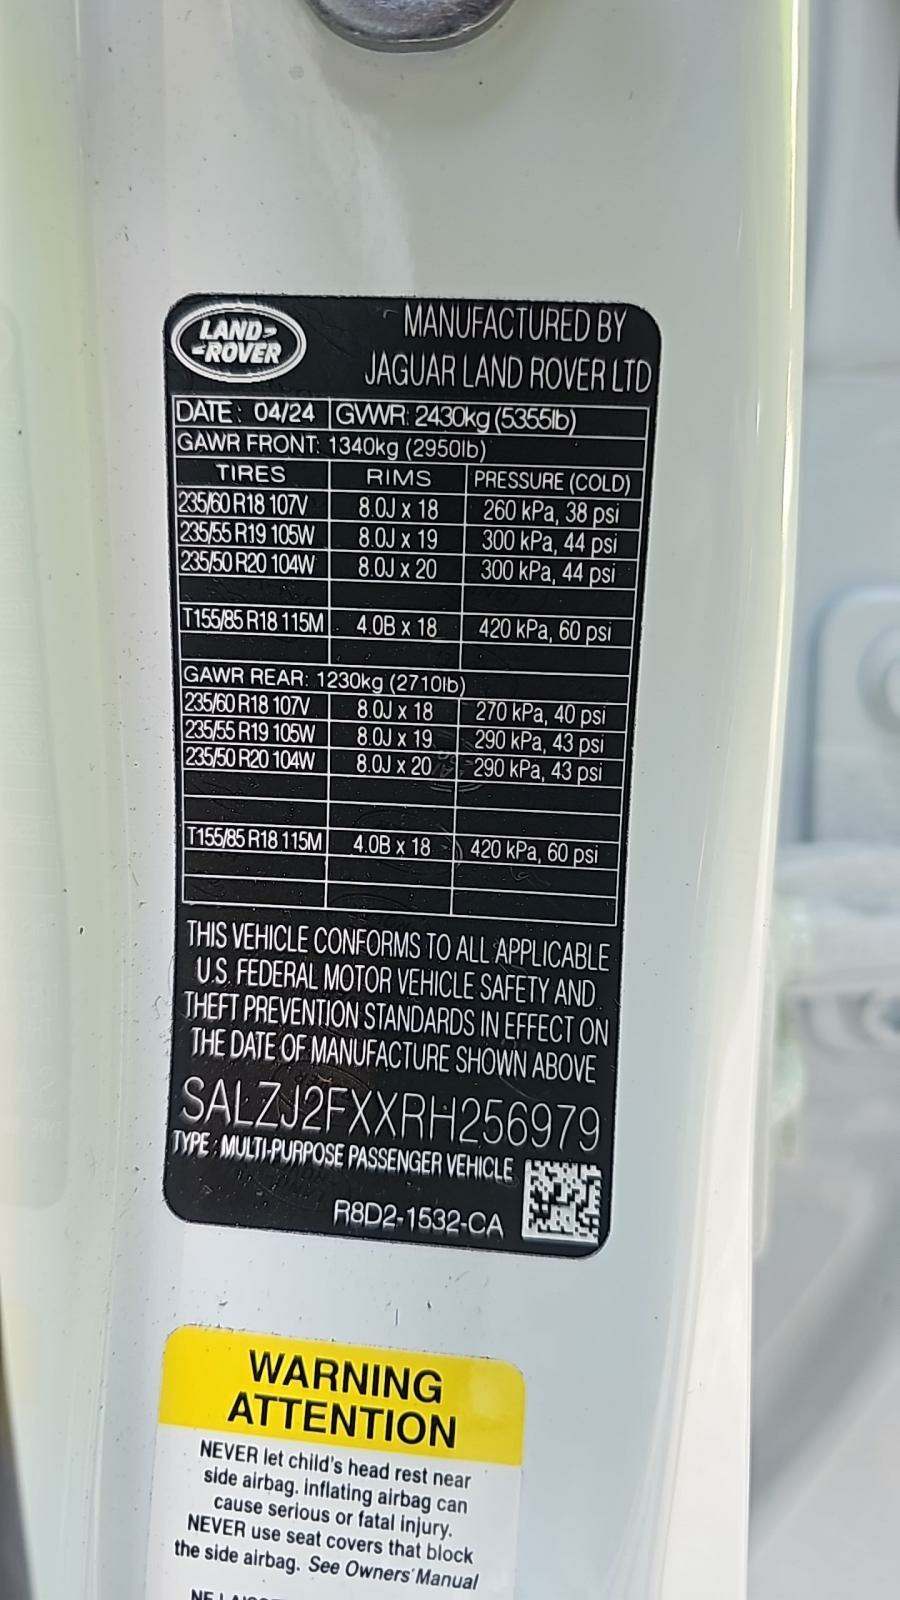 LAND-
-ROVER
MANUFACTURED BY
JAGUAR LAND ROVER LTD
DATE: 04/24 GVWR: 2430kg (5355lb)
GAWR FRONT: 1340kg (2950lb)
TIRES RIMS PRESSURE (COLD)
235/60 R18 107V 8.0J x 18 260 kPa, 38 psi
235/55 R19 105W 8.0J x 19 300 kPa, 44 psi
235/50 R20 104W 8.0J x 20 300 kPa, 44 psi
T155/85 R18 115M 4.0B x 18 420 kPa, 60 psi
GAWR REAR: 1230kg (2710lb)
235/60 R18 107V 8.0J x 18 270 kPa, 40 psi
235/55 R19 105W 8.0J x 19 290 kPa, 43 psi
235/50 R20 104W 8.0J x 20 290 kPa, 43 psi
T155/85 R18 115M 4.0B x 18 420 kPa, 60 psi
THIS VEHICLE CONFORMS TO ALL APPLICABLE
U.S. FEDERAL MOTOR VEHICLE SAFETY AND
THEFT PREVENTION STANDARDS IN EFFECT ON
THE DATE OF MANUFACTURE SHOWN ABOVE
SALZJ2FXXRH256979
TYPE : MULTI-PURPOSE PASSENGER VEHICLE
R8D2-1532-CA
WARNING
ATTENTION
NEVER let child's head rest near
side airbag. inflating airbag can
cause serious or fatal injury.
NEVER use seat covers that block
the side airbag. See Owners' Manual